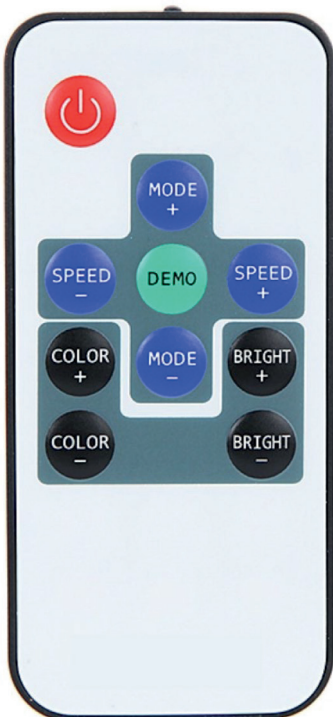 MODE
+
SPEED
-
DEMO
SPEED
+
COLOR
+
MODE
-
BRIGHT
+
COLOR
-
BRIGHT
-